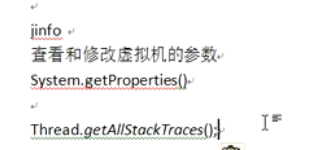 jinfo
查看和修改虚拟机的参数
System.getProperties()
Thread.getAllStackTraces();